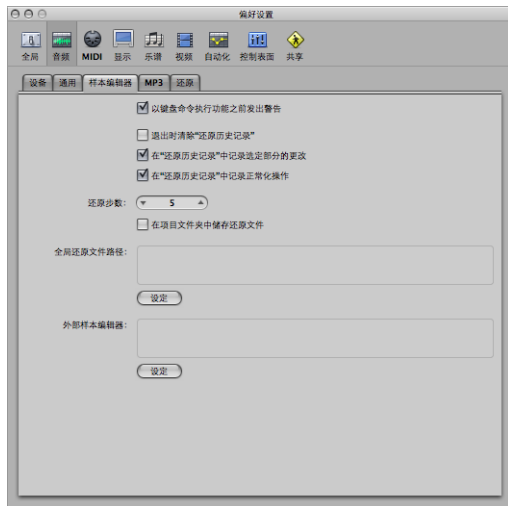 偏好设置
全局 音频 MIDI 显示 乐谱 视频 自动化 控制表面 共享
设备 通用 样本编辑器 MP3 还原
以键盘命令执行功能之前发出警告
退出时清除“还原历史记录”
在“还原历史记录”中记录选定部分的更改
在“还原历史记录”中记录正常化操作
还原步数： 5
在项目文件夹中储存还原文件
全局还原文件路径：
设定
外部样本编辑器：
设定